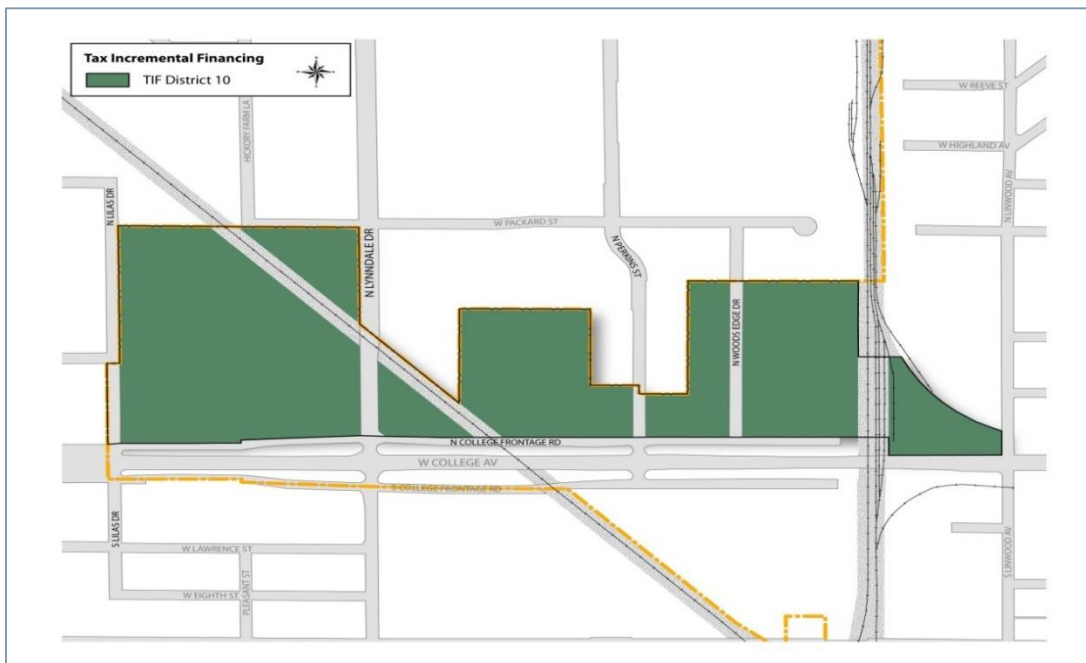 Tax Incremental Financing
TIF District 10
W REEVE ST
HICKORY FARM LA
W HIGHLAND AV
N LINWOOD AV
N LILAS DR
W PACKARD ST
N LYNNDALE DR
N PERKINS ST
N WOODS EDGE DR
N COLLEGE FRONTAGE RD
W COLLEGE AV
S COLLEGE FRONTAGE RD
S LILAS DR
W LAWRENCE ST
PLEASANT ST
W EIGHTH ST
S LINWOOD AV